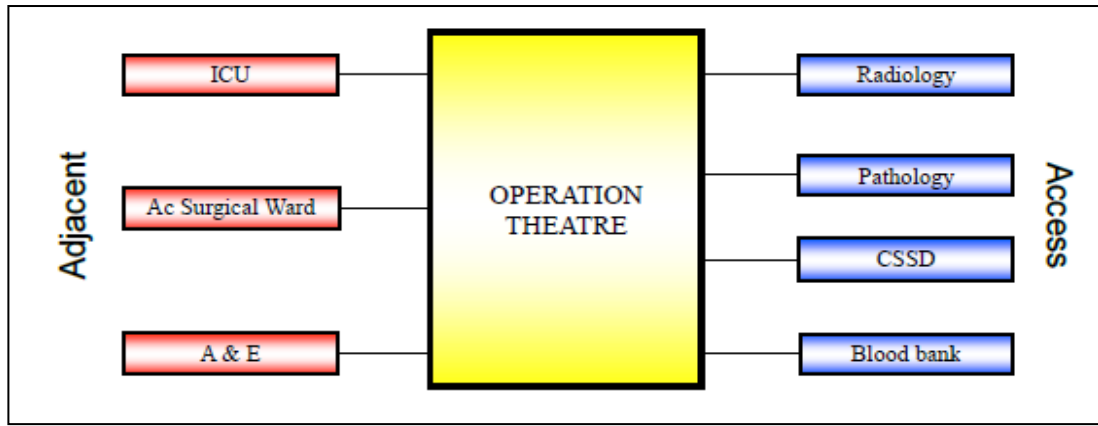 Adjacent
ICU
Ac Surgical Ward
A & E
OPERATION
THEATRE
Radiology
Pathology
CSSD
Blood bank
Access